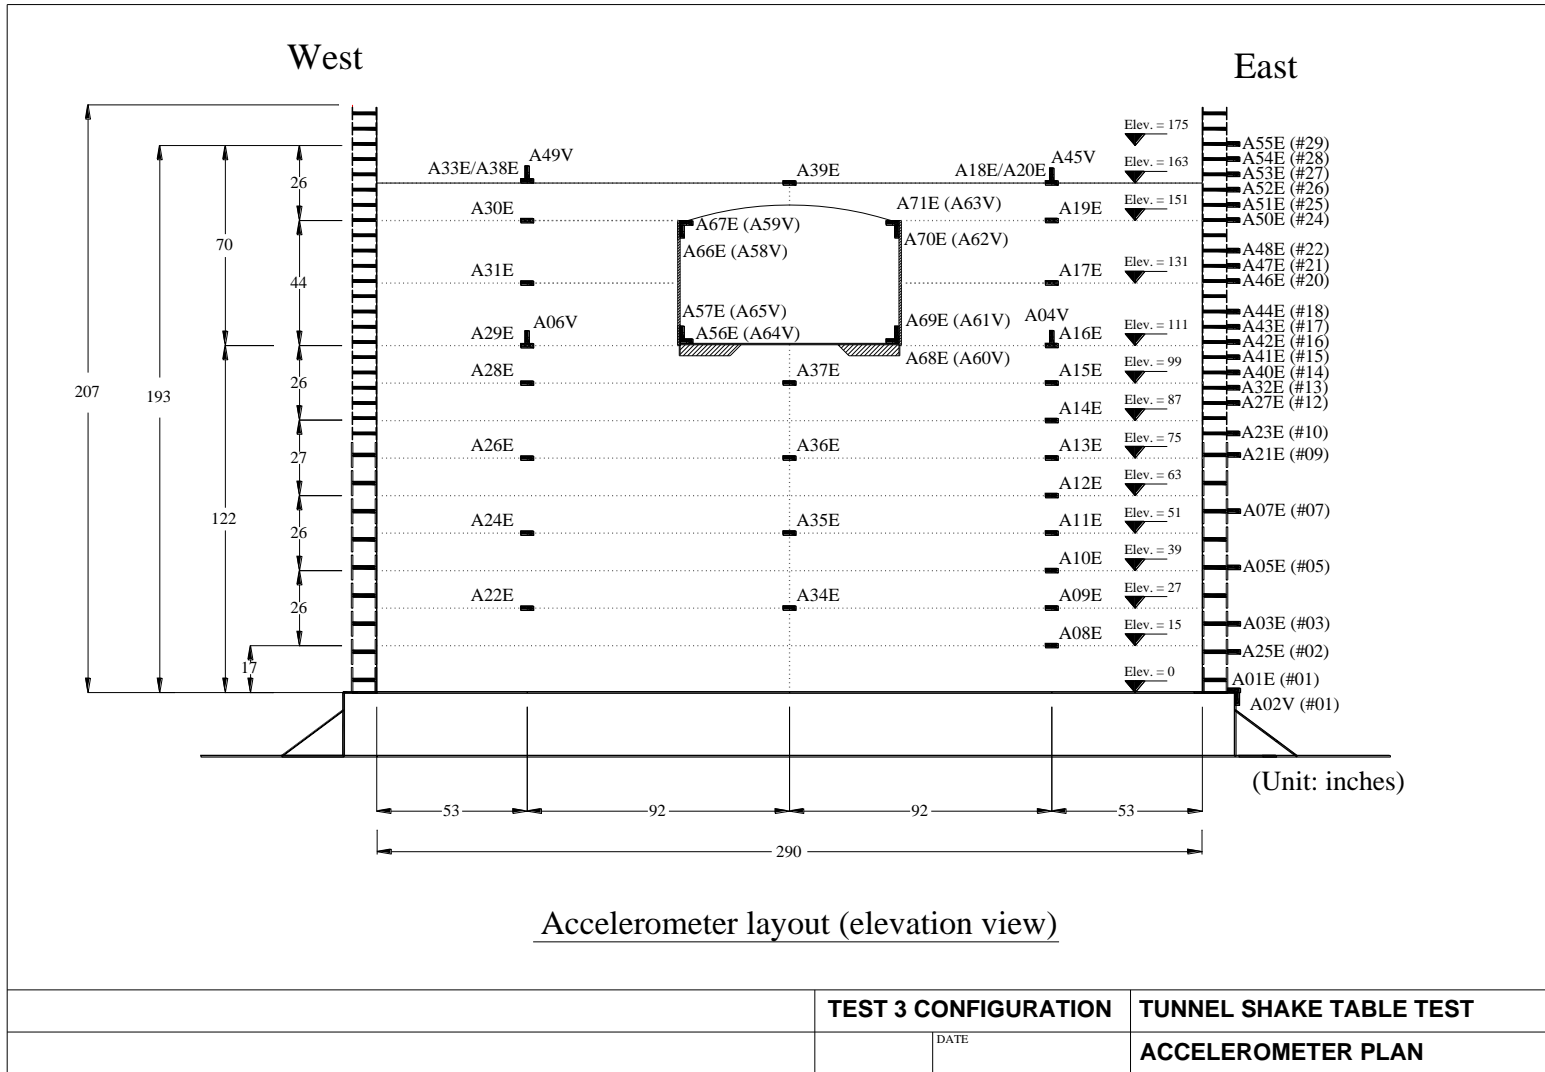 West
East
Elev. = 175
A55E (#29)
A54E (#28)
A49V
A45V
Elev. = 163
A33E/A38E
A39E
A18E/A20E
A53E (#27)
26
A52E (#26)
A30E
A71E (A63V)
A19E
Elev. = 151
A51E (#25)
A67E (A59V)
A50E (#24)
A70E (A62V)
70
A66E (A58V)
A48E (#22)
A31E
A17E
Elev. = 131
A47E (#21)
44
A46E (#20)
A57E (A65V)
A04V
A44E (#18)
A29E
A06V
A56E (A64V)
A69E (A61V)
A16E
Elev. = 111
A43E (#17)
A42E (#16)
A68E (A60V)
A41E (#15)
A28E
A37E
A15E
Elev. = 99
A40E (#14)
26
207
193
A32E (#13)
A14E
Elev. = 87
A27E (#12)
A26E
A36E
A13E
Elev. = 75
A23E (#10)
27
A21E (#09)
A12E
Elev. = 63
122
A24E
A35E
A11E
Elev. = 51
A07E (#07)
26
A10E
Elev. = 39
A05E (#05)
A22E
A34E
A09E
Elev. = 27
26
A08E
Elev. = 15
A03E (#03)
A25E (#02)
17
Elev. = 0
A01E (#01)
A02V (#01)
(Unit: inches)
53
92
92
53
290
Accelerometer layout (elevation view)
TEST 3 CONFIGURATION
TUNNEL SHAKE TABLE TEST
DATE
ACCELEROMETER PLAN